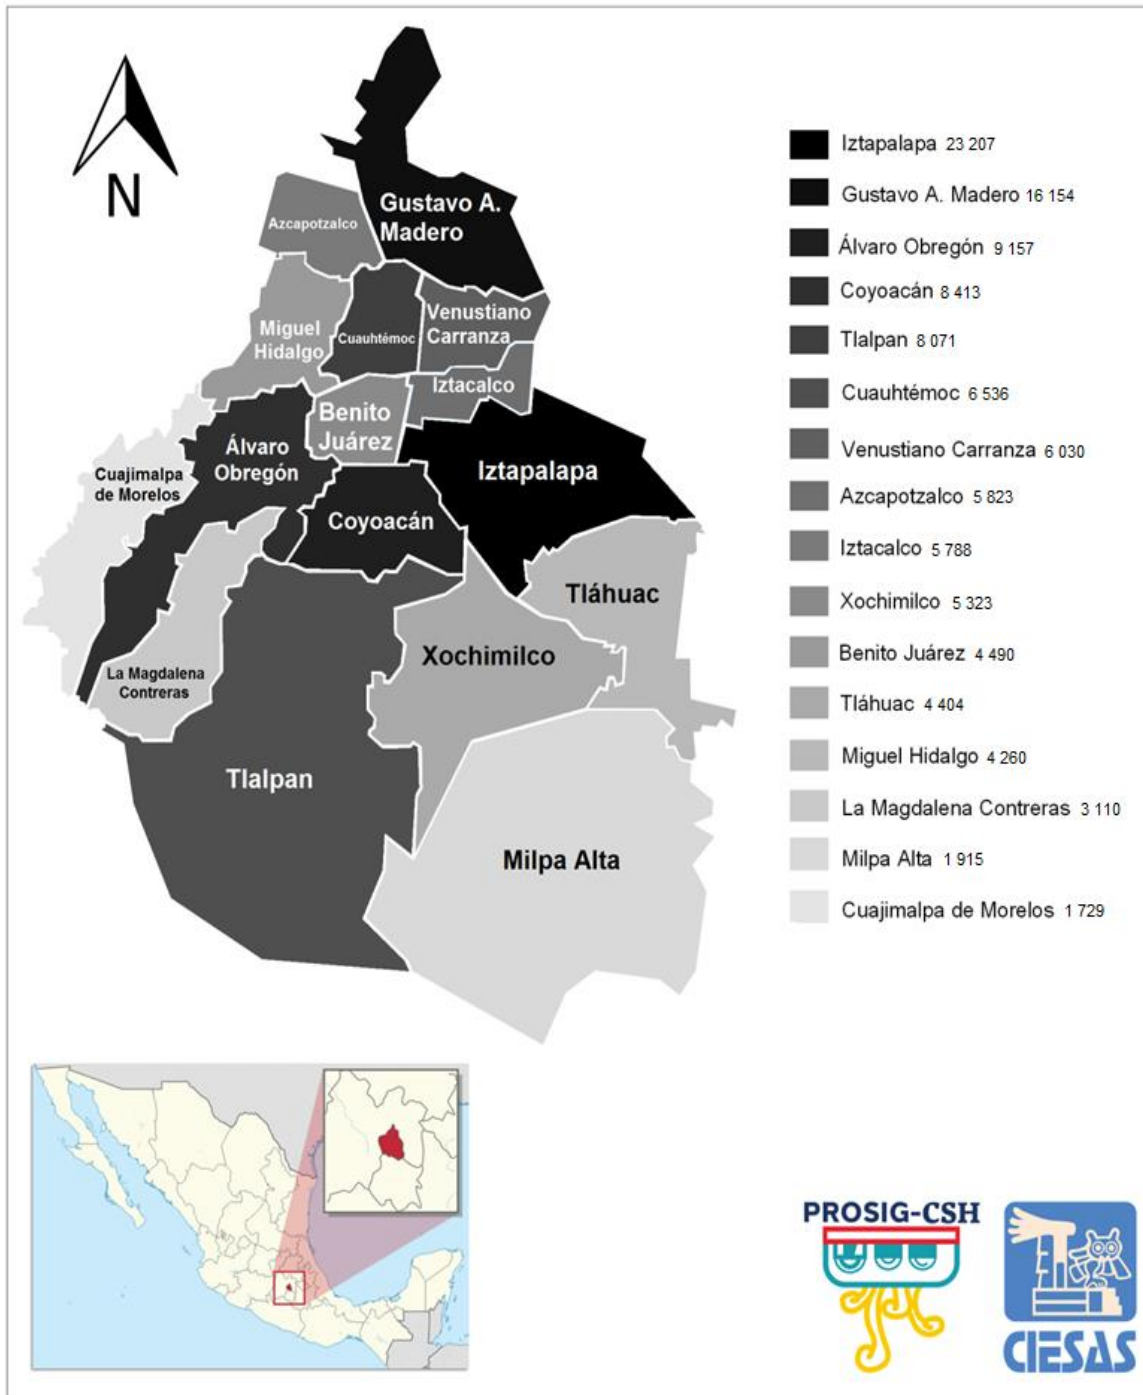 N
Gustavo A.
Madero
Azcapotzalco
Miguel
Hidalgo
Cuauhtémoc
Venustiano
Carranza
Iztacalco
Benito
Juárez
Álvaro
Obregón
Cuajimalpa
de Morelos
Iztapalapa
Coyoacán
Tláhuac
Xochimilco
La Magdalena
Contreras
Tlalpan
Milpa Alta
Iztapalapa 23 207
Gustavo A. Madero 16 154
Álvaro Obregón 9 157
Coyoacán 8 413
Tlalpan 8 071
Cuauhtémoc 6 536
Venustiano Carranza 6 030
Azcapotzalco 5 823
Iztacalco 5 788
Xochimilco 5 323
Benito Juárez 4 490
Tláhuac 4 404
Miguel Hidalgo 4 260
La Magdalena Contreras 3 110
Milpa Alta 1 915
Cuajimalpa de Morelos 1 729
PROSIG-CSH
CIESAS